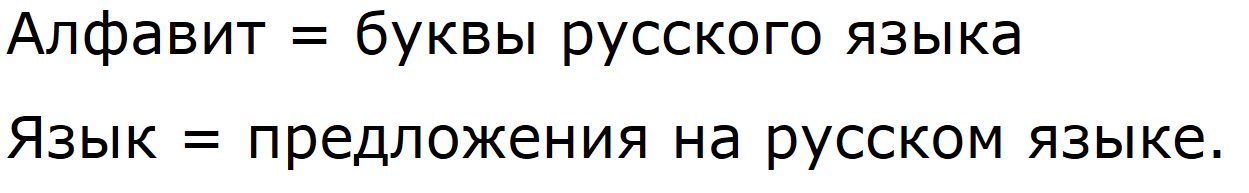 Алфавит = буквы русского языка
Язык = предложения на русском языке.